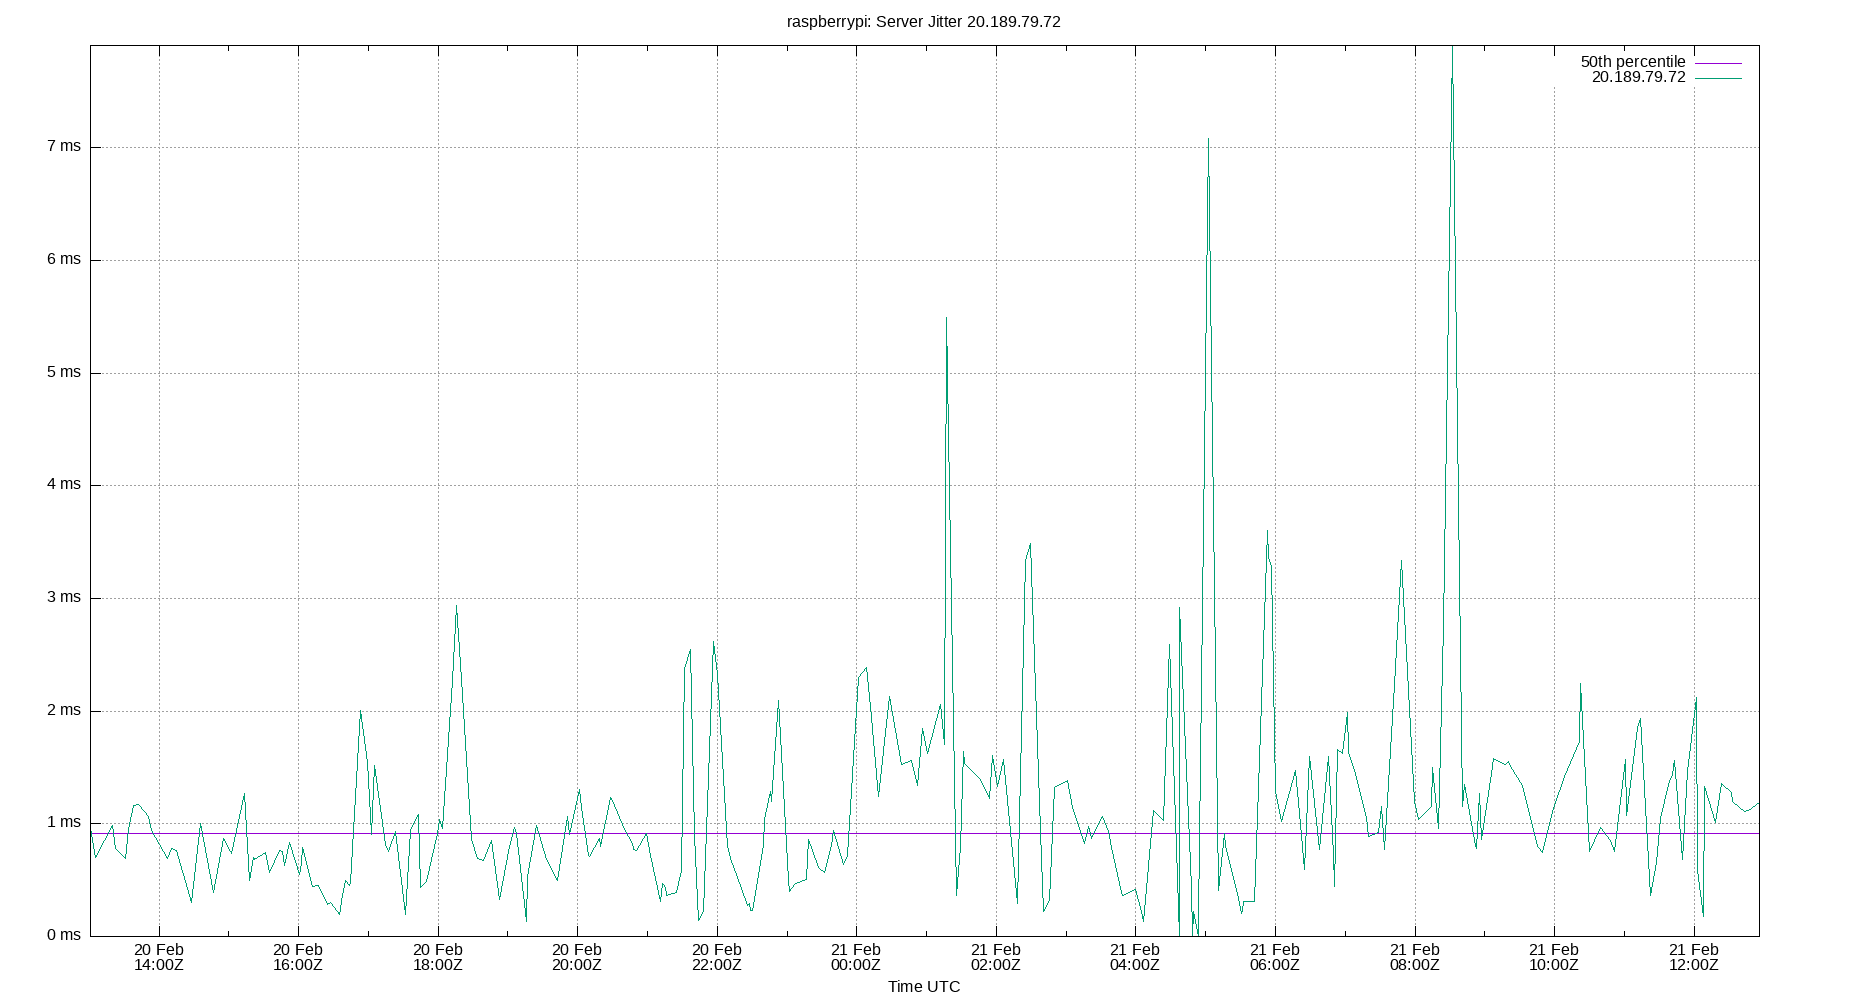 raspberrypi: Server Jitter 20.189.79.72
50th percentile
20.189.79.72
7 ms
6 ms
5 ms
4 ms
3 ms
2 ms
1 ms
0 ms
20 Feb 20 Feb 20 Feb 20 Feb 20 Feb 21 Feb 21 Feb 21 Feb 21 Feb 21 Feb 21 Feb 21 Feb
14:00Z 16:00Z 18:00Z 20:00Z 22:00Z 00:00Z 02:00Z 04:00Z 06:00Z 08:00Z 10:00Z 12:00Z
Time UTC